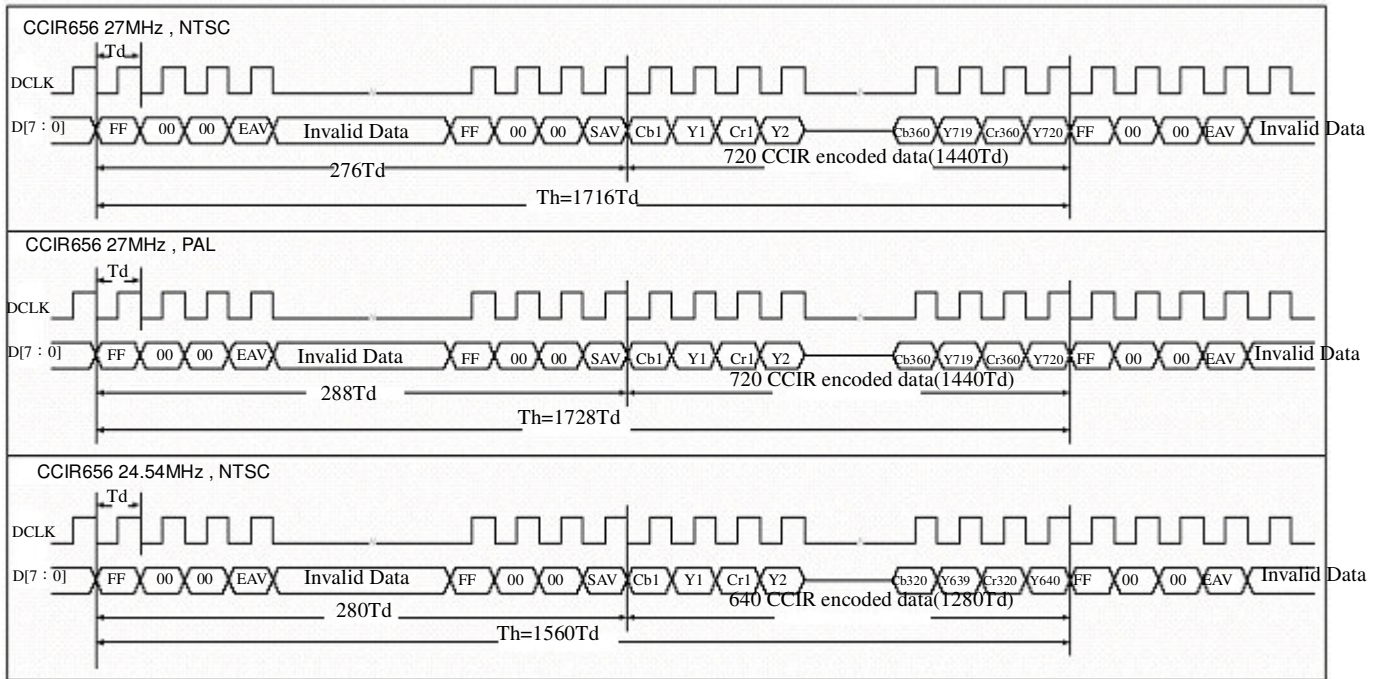 CCIR656 27MHz , NTSC
Td
DCLK
D[7:0] FF 00 00 EAV Invalid Data FF 00 00 SAV Cb1 Y1 Cr1 Y2 Cb360 Y719 Cr360 Y720 FF 00 00 EAV Invalid Data
720 CCIR encoded data(1440Td)
276Td
Th=1716Td
CCIR656 27MHz , PAL
Td
DCLK
D[7:0] FF 00 00 EAV Invalid Data FF 00 00 SAV Cb1 Y1 Cr1 Y2 Cb360 Y719 Cr360 Y720 FF 00 00 EAV Invalid Data
720 CCIR encoded data(1440Td)
288Td
Th=1728Td
CCIR656 24.54MHz , NTSC
Td
DCLK
D[7:0] FF 00 00 EAV Invalid Data FF 00 00 SAV Cb1 Y1 Cr1 Y2 Cb320 Y639 Cr320 Y640 FF 00 00 EAV Invalid Data
640 CCIR encoded data(1280Td)
280Td
Th=1560Td